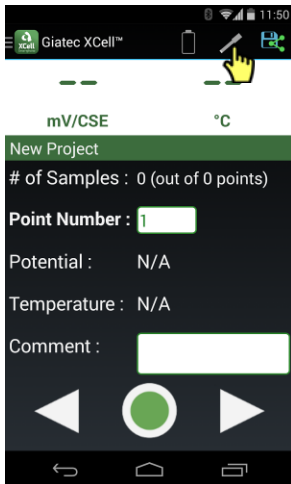 11:50
XCell Giatec XCell™
-- --
mV/CSE °C
New Project
# of Samples : 0 (out of 0 points)
Point Number : 1
Potential : N/A
Temperature : N/A
Comment :